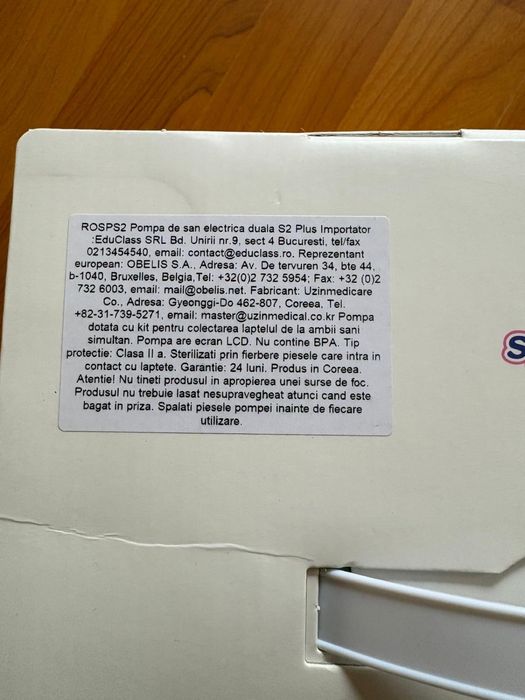 ROSPS2 Pompa de san electrica duala S2 Plus Importator
:EduClass SRL Bd. Unirii nr.9, sect 4 Bucuresti, tel/fax
0213454540, email: contact@educlass.ro. Reprezentant
european: OBELIS S.A., Adresa: Av. De tervuren 34, bte 44,
b-1040, Bruxelles, Belgia,Tel: +32(0)2 732 5954; Fax: +32 (0)2
732 6003, email: mail@obelis.net. Fabricant: Uzinmedicare
Co., Adresa: Gyeonggi-Do 462-807, Coreea, Tel.
+82-31-739-5271, email: master@uzinmedical.co.kr Pompa
dotata cu kit pentru colectarea laptelui de la ambii sani
simultan. Pompa are ecran LCD. Nu contine BPA. Tip
protectie: Clasa II a. Sterilizati prin fierbere piesele care intra in
contact cu laptele. Garantie: 24 luni. Produs in Coreea.
Atentie! Nu tineti produsul in apropierea unei surse de foc.
Produsul nu trebuie lasat nesupravegheat atunci cand este
bagat in priza. Spalati piesele pompei inainte de fiecare
utilizare.
S